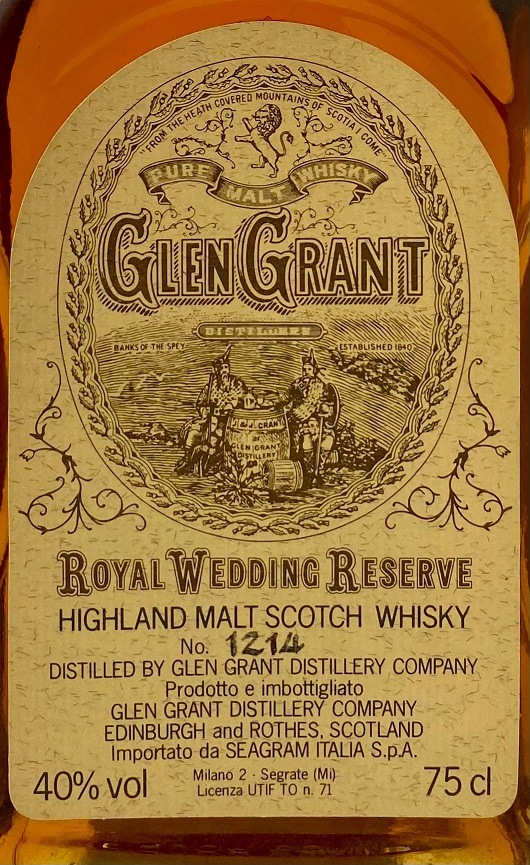 "FROM THE HEATH COVERED MOUNTAINS OF SCOTIA I COME"
PURE MALT WHISKY
GLEN GRANT
DISTILLERY
BANKS OF THE SPEY
ESTABLISHED 1840
J. & J. GRANT
GLEN GRANT
DISTILLERY
ROYAL WEDDING RESERVE
HIGHLAND MALT SCOTCH WHISKY
No. 1214
DISTILLED BY GLEN GRANT DISTILLERY COMPANY
Prodotto e imbottigliato
GLEN GRANT DISTILLERY COMPANY
EDINBURGH and ROTHES, SCOTLAND
Importato da SEAGRAM ITALIA S.p.A.
40% vol
Milano 2 - Segrate (Mi)
Licenza UTIF TO n. 71
75 cl